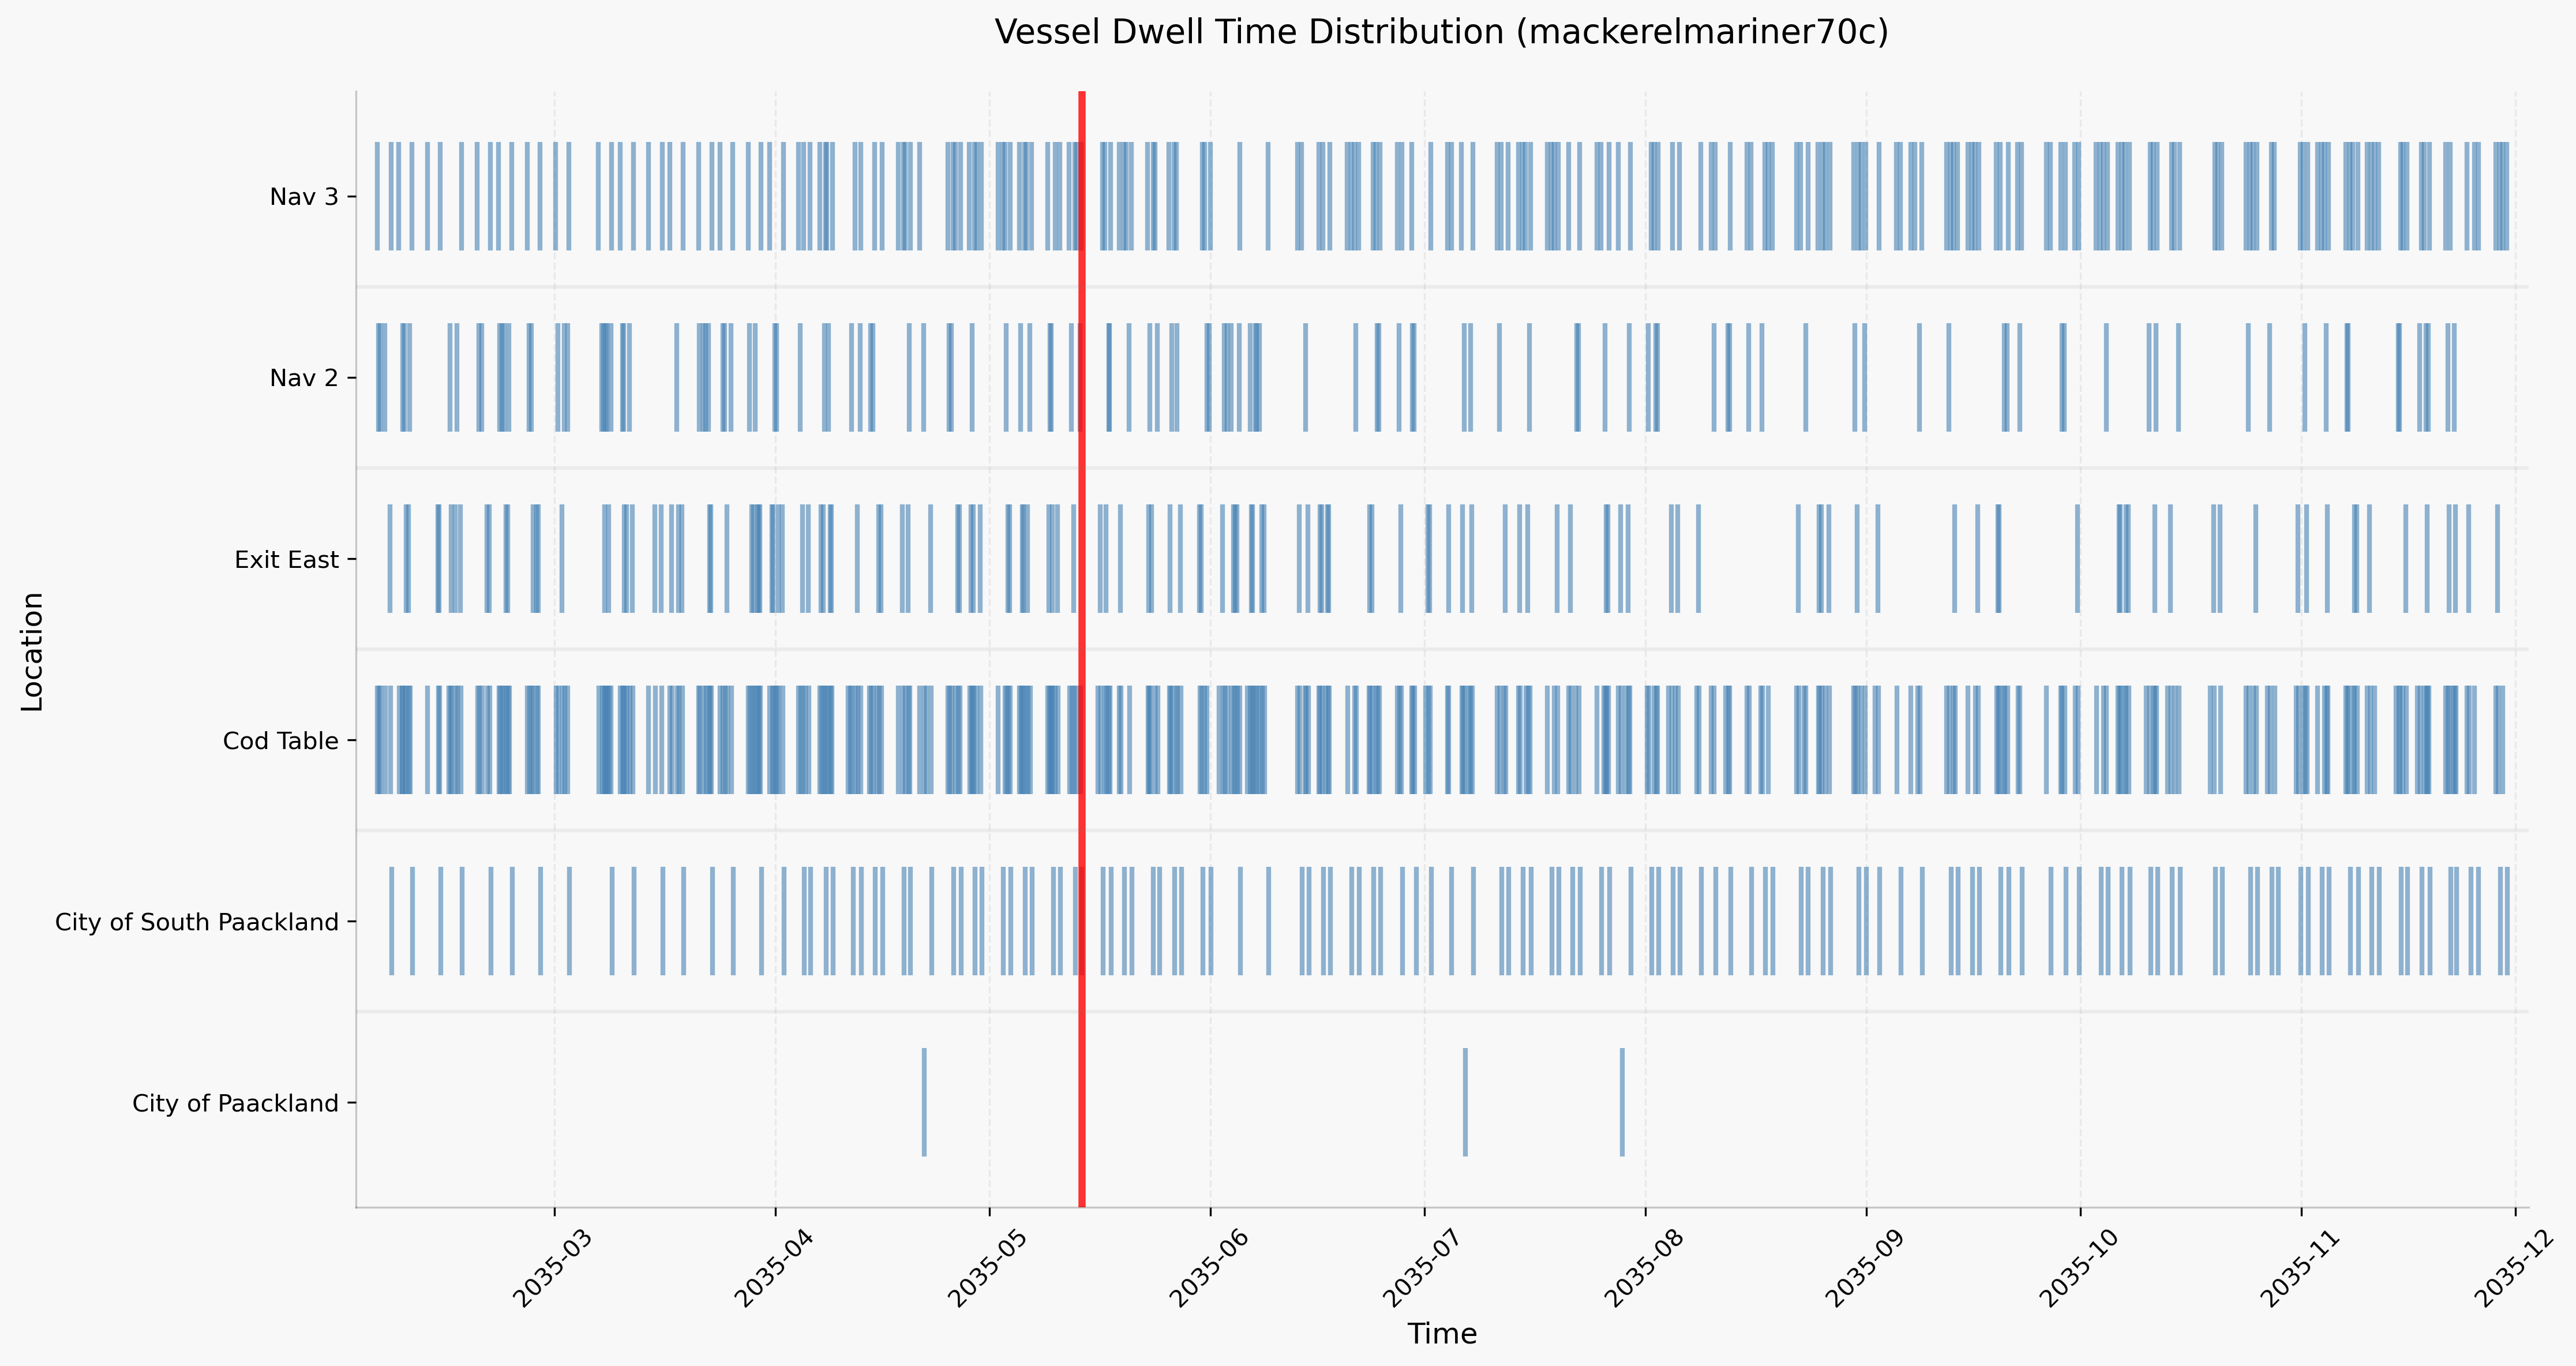 Vessel Dwell Time Distribution (mackerelmariner70c)
Location
Nav 3
Nav 2
Exit East
Cod Table
City of South Paackland
City of Paackland
2035-03
2035-04
2035-05
2035-06
2035-07
2035-08
2035-09
2035-10
2035-11
2035-12
Time